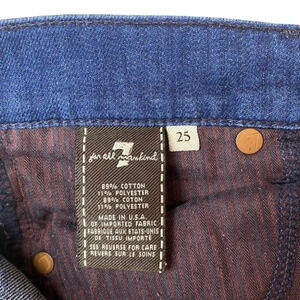 7
for all mankind
25
89% COTTON
11% POLYESTER
89% COTON
11% POLYESTER
MADE IN U.S.A.
OF IMPORTED FABRIC
FABRIQUE AUX ETATS-UNIS
DE TISSU IMPORTÉ
SEE REVERSE FOR CARE
REVERS SUR LE SOINS